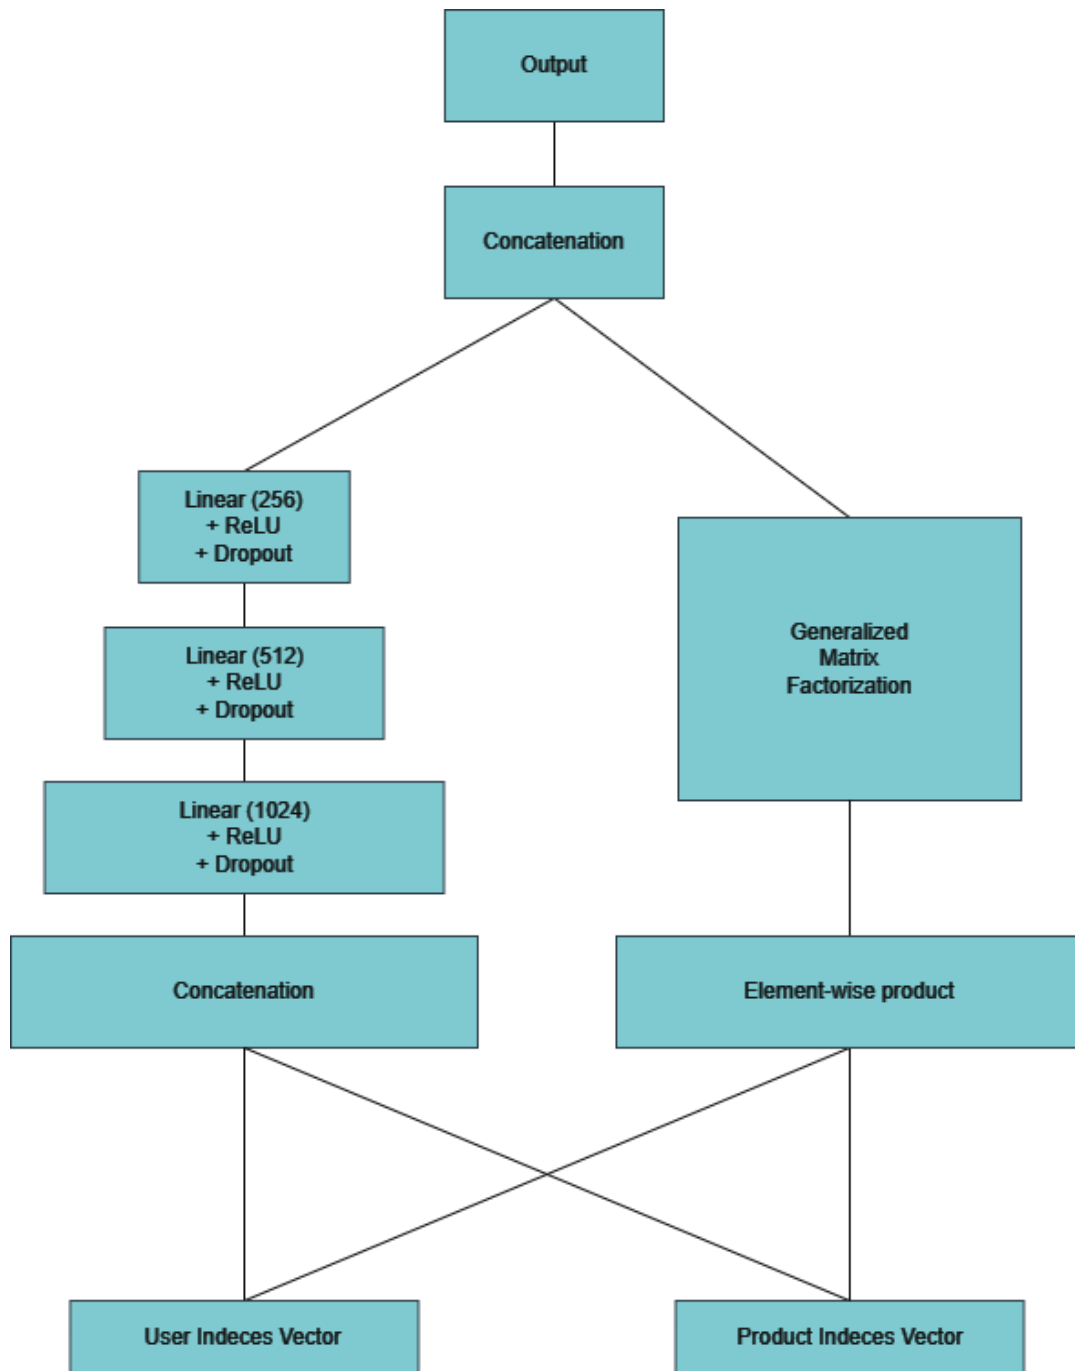 Output
Concatenation
Linear (256)
+ ReLU
+ Dropout
Generalized
Matrix
Factorization
Linear (512)
+ ReLU
+ Dropout
Linear (1024)
+ ReLU
+ Dropout
Concatenation
Element-wise product
User Indeces Vector
Product Indeces Vector